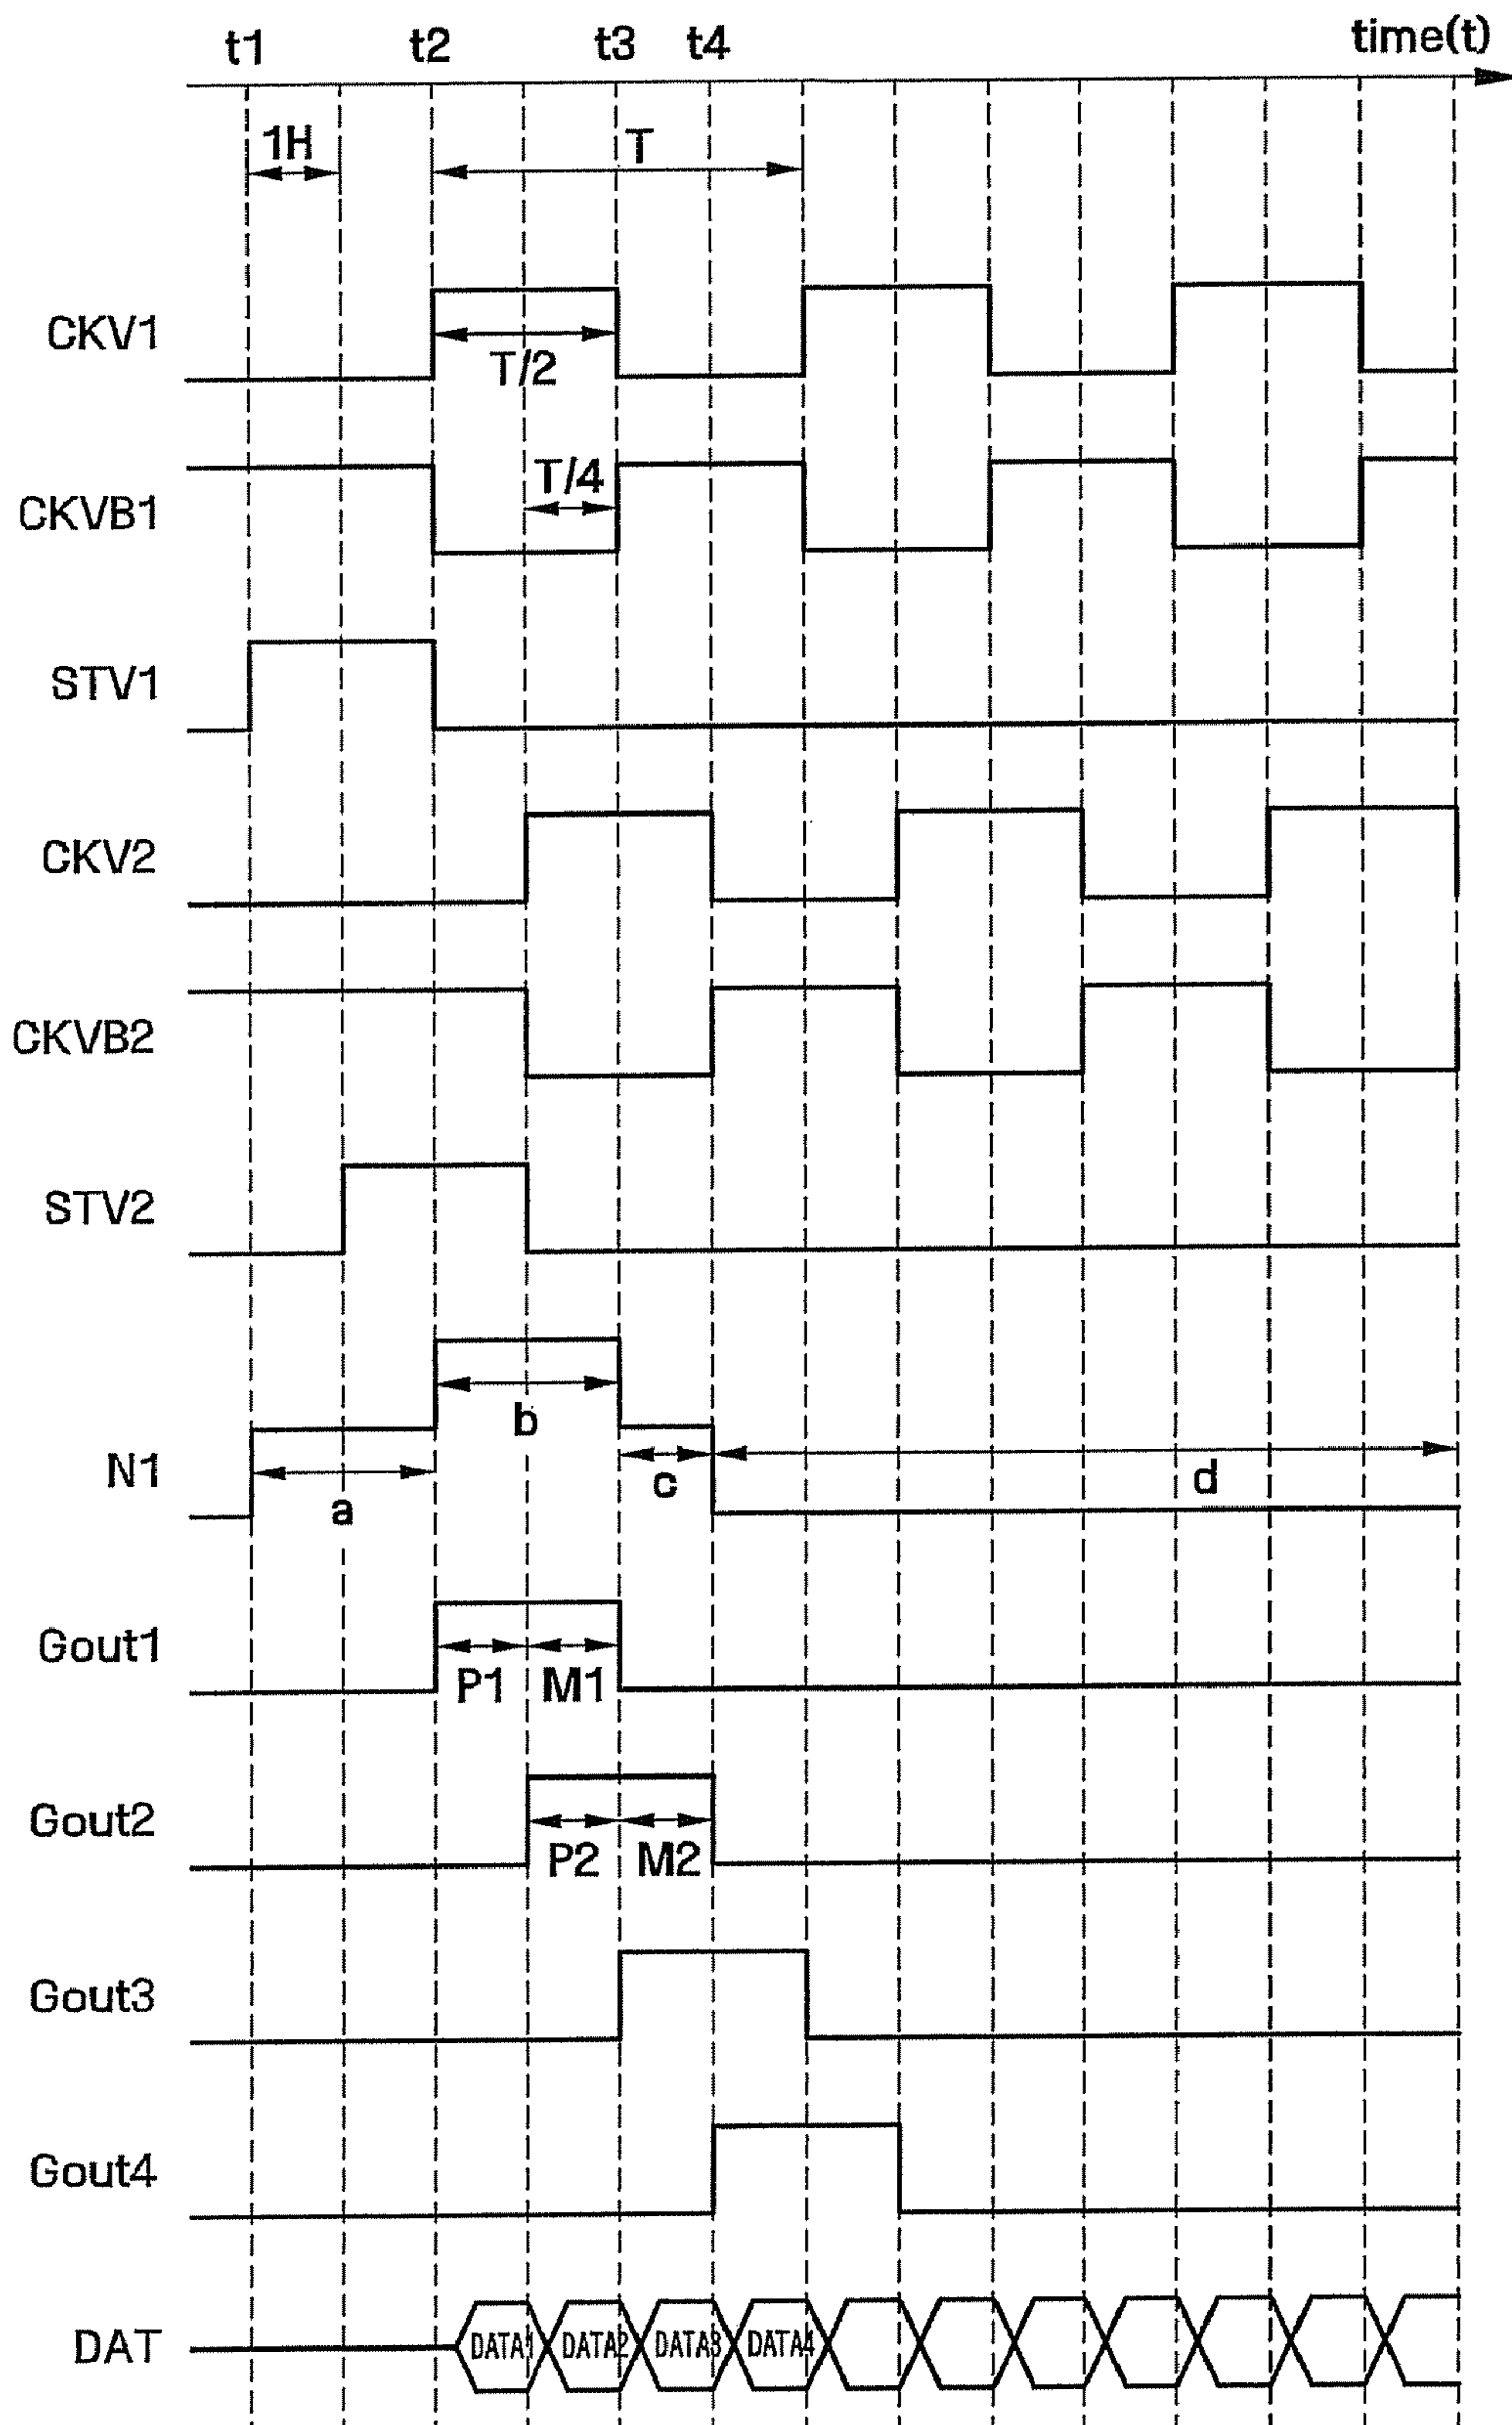 t1 t2 t3 t4 time(t)
1H T
CKV1
T/2
CKVB1
T/4
STV1
CKV2
CKVB2
STV2
N1
a b c d
Gout1
P1 M1
Gout2
P2 M2
Gout3
Gout4
DAT
DATA1 DATA2 DATA3 DATA4